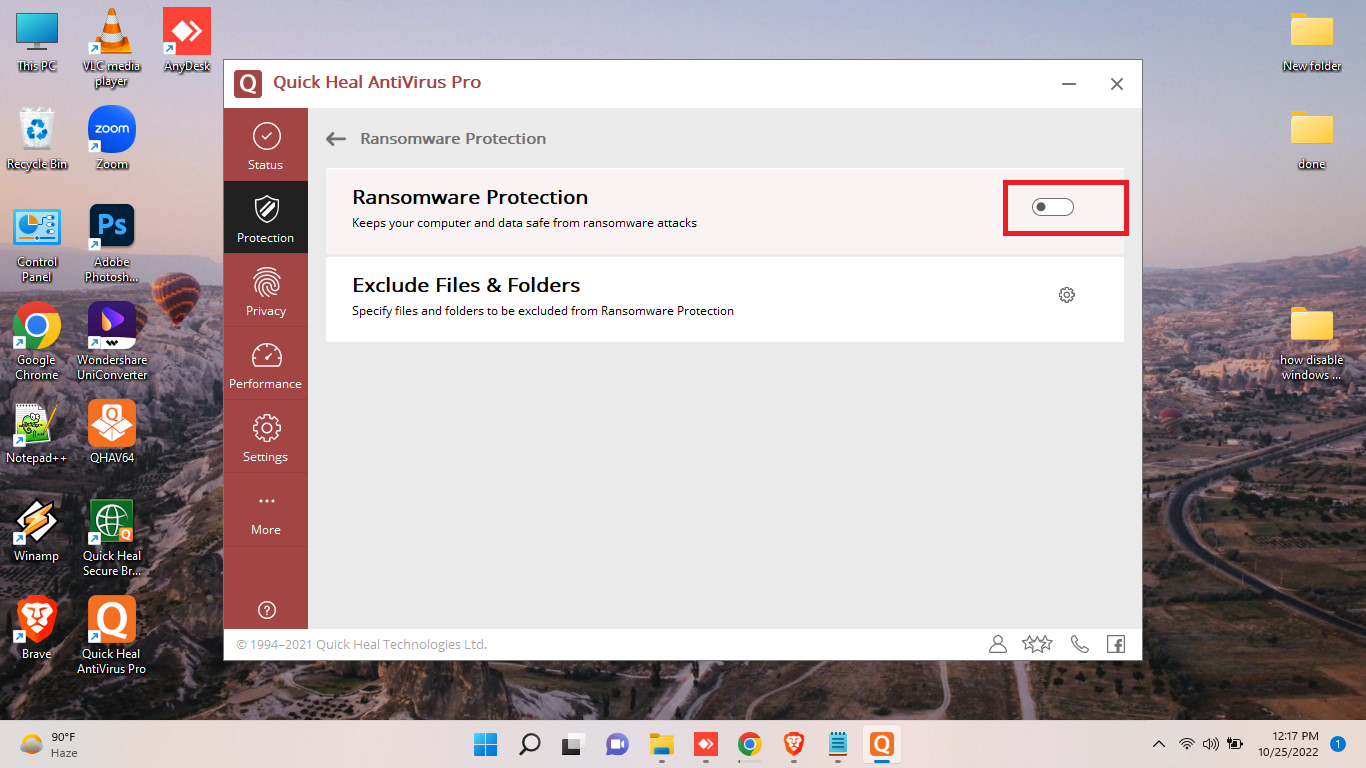 This PC
VLC media
player
AnyDesk
Recycle Bin
zoom
Zoom
Control
Panel
Ps
Adobe
Photosh...
Google
Chrome
Wondershare
UniConverter
Notepad++
Q
QHAV64
Winamp
Q
Quick Heal
Secure Br...
Brave
Q
Quick Heal
AntiVirus Pro
Q
Quick Heal AntiVirus Pro
Status
Protection
Privacy
Performance
Settings
More
?
Ransomware Protection
Ransomware Protection
Keeps your computer and data safe from ransomware attacks
Exclude Files & Folders
Specify files and folders to be excluded from Ransomware Protection
© 1994–2021 Quick Heal Technologies Ltd.
New folder
done
how disable
windows ...
90°F
Haze
Q
12:17 PM
10/25/2022
1